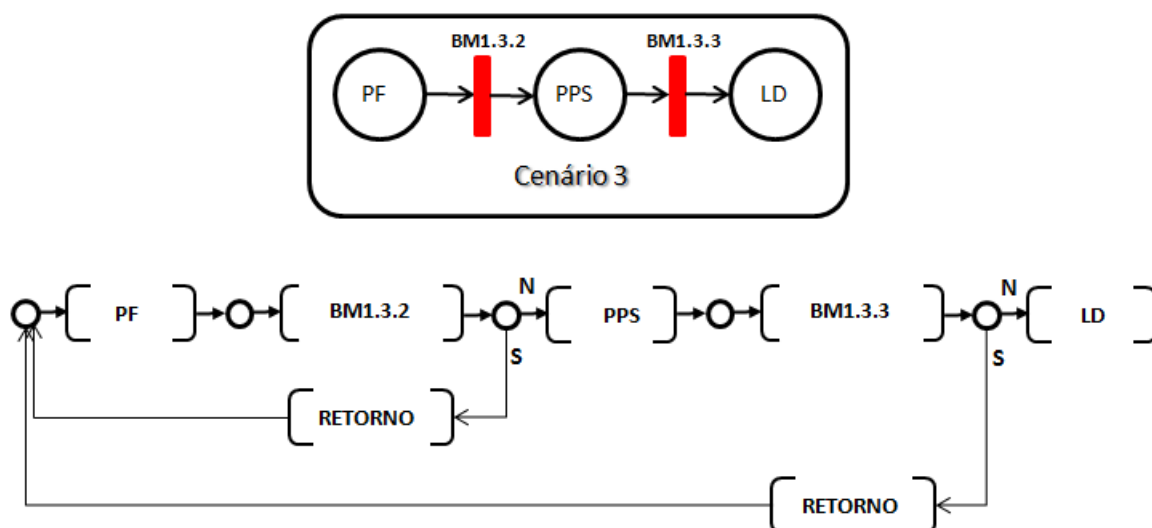 BM1.3.2 BM1.3.3
PF PPS LD
Cenário 3
N N
PF BM1.3.2 PPS BM1.3.3 LD
S S
RETORNO
RETORNO